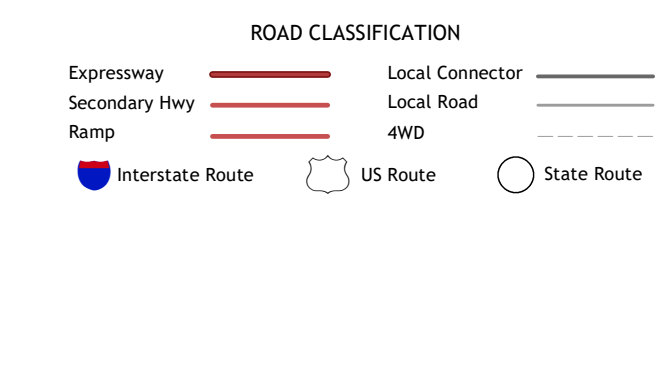 ROAD CLASSIFICATION
Expressway
Local Connector
Secondary Hwy
Local Road
Ramp
4WD
Interstate Route
US Route
State Route